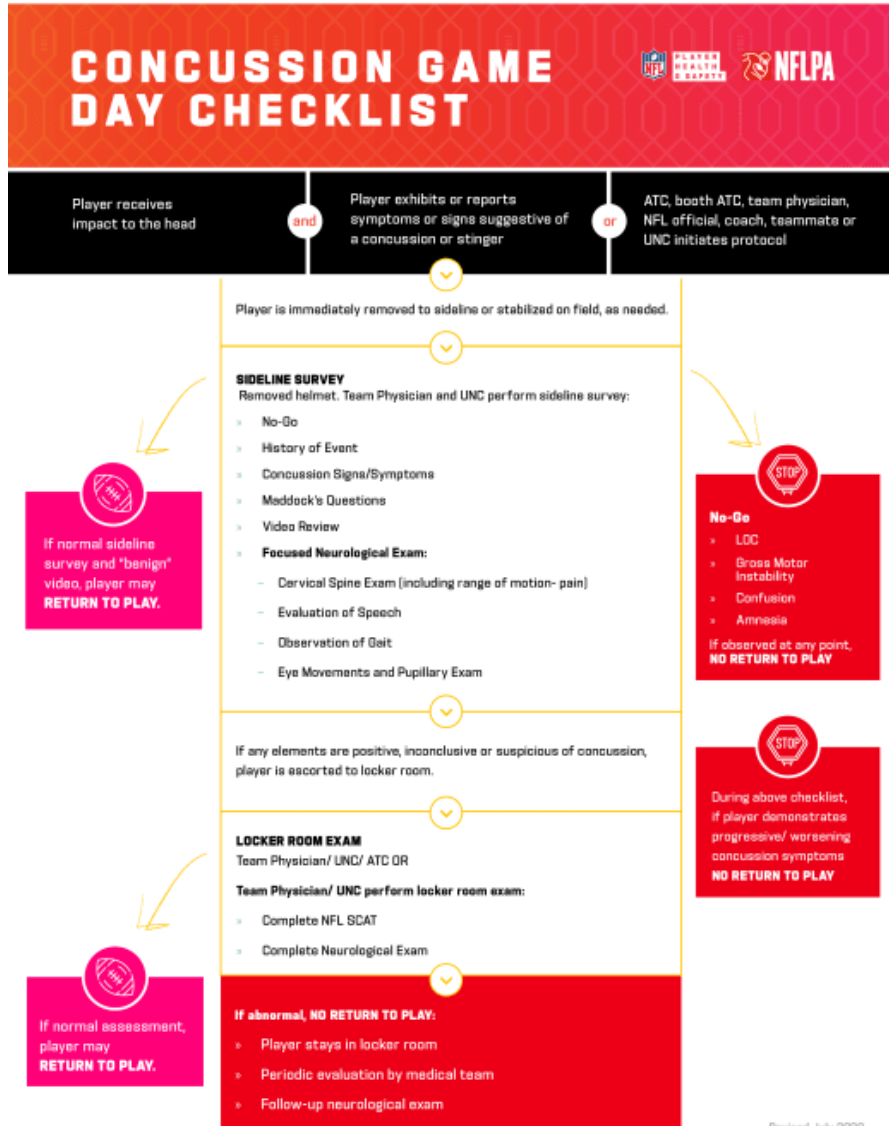 CONCUSSION GAME
DAY CHECKLIST
NFL
PLAYER
HEALTH
& SAFETY
NFLPA
Player receives
impact to the head
and
Player exhibits or reports
symptoms or signs suggestive of
a concussion or stinger
or
ATC, booth ATC, team physician,
NFL official, coach, teammate or
UNC initiates protocol
Player is immediately removed to sideline or stabilized on field, as needed.
SIDELINE SURVEY
Removed helmet. Team Physician and UNC perform sideline survey:
» No-Go
» History of Event
» Concussion Signs/Symptoms
» Maddock's Questions
» Video Review
» Focused Neurological Exam:
– Cervical Spine Exam (including range of motion- pain)
– Evaluation of Speech
– Observation of Gait
– Eye Movements and Pupillary Exam
If normal sideline
survey and "benign"
video, player may
RETURN TO PLAY.
STOP
No-Go
» LOC
» Gross Motor
Instability
» Confusion
» Amnesia
If observed at any point,
NO RETURN TO PLAY
If any elements are positive, inconclusive or suspicious of concussion,
player is escorted to locker room.
STOP
During above checklist,
if player demonstrates
progressive/ worsening
concussion symptoms
NO RETURN TO PLAY
LOCKER ROOM EXAM
Team Physician/ UNC/ ATC OR
Team Physician/ UNC perform locker room exam:
» Complete NFL SCAT
» Complete Neurological Exam
If normal assessment,
player may
RETURN TO PLAY.
If abnormal, NO RETURN TO PLAY:
» Player stays in locker room
» Periodic evaluation by medical team
» Follow-up neurological exam